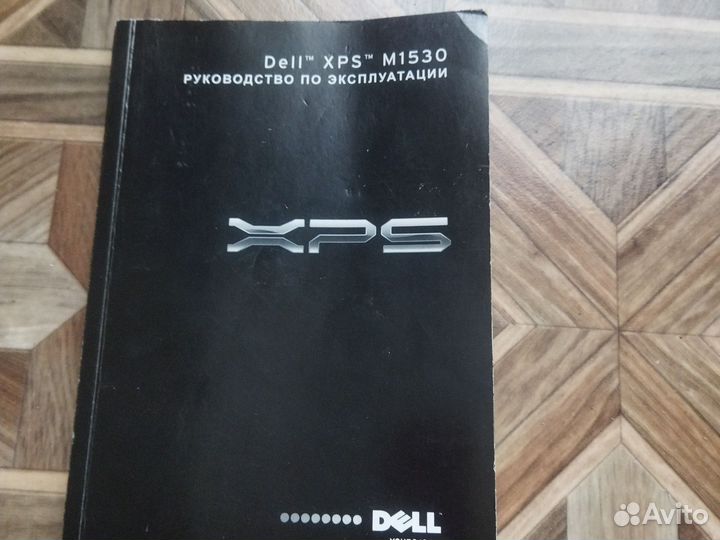 Dell™ XPS™ M1530
РУКОВОДСТВО ПО ЭКСПЛУАТАЦИИ
XPS
DELL
Avito